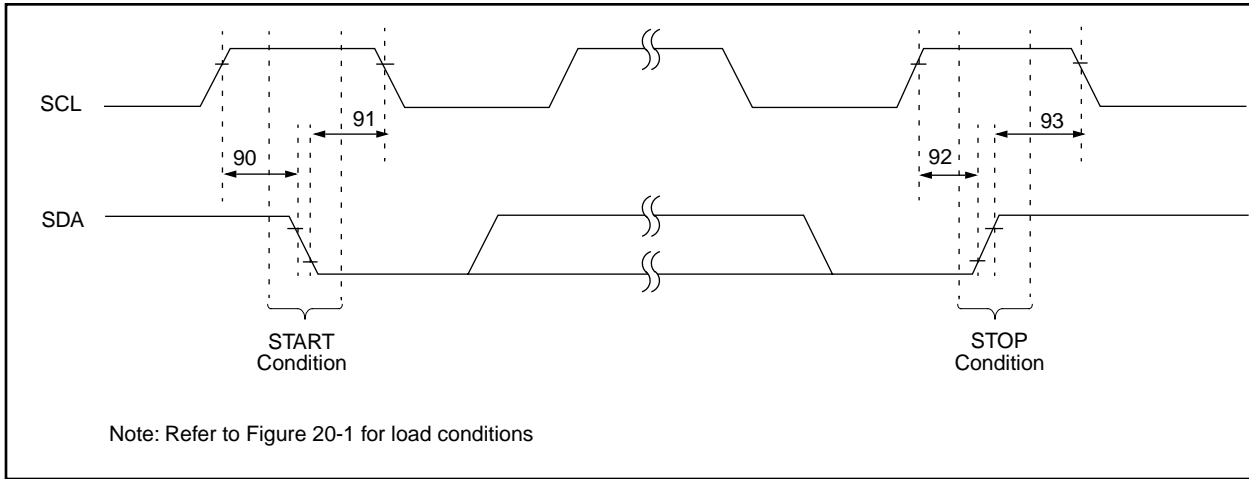 SCL
91
93
90
92
SDA
START
Condition
STOP
Condition
Note: Refer to Figure 20-1 for load conditions